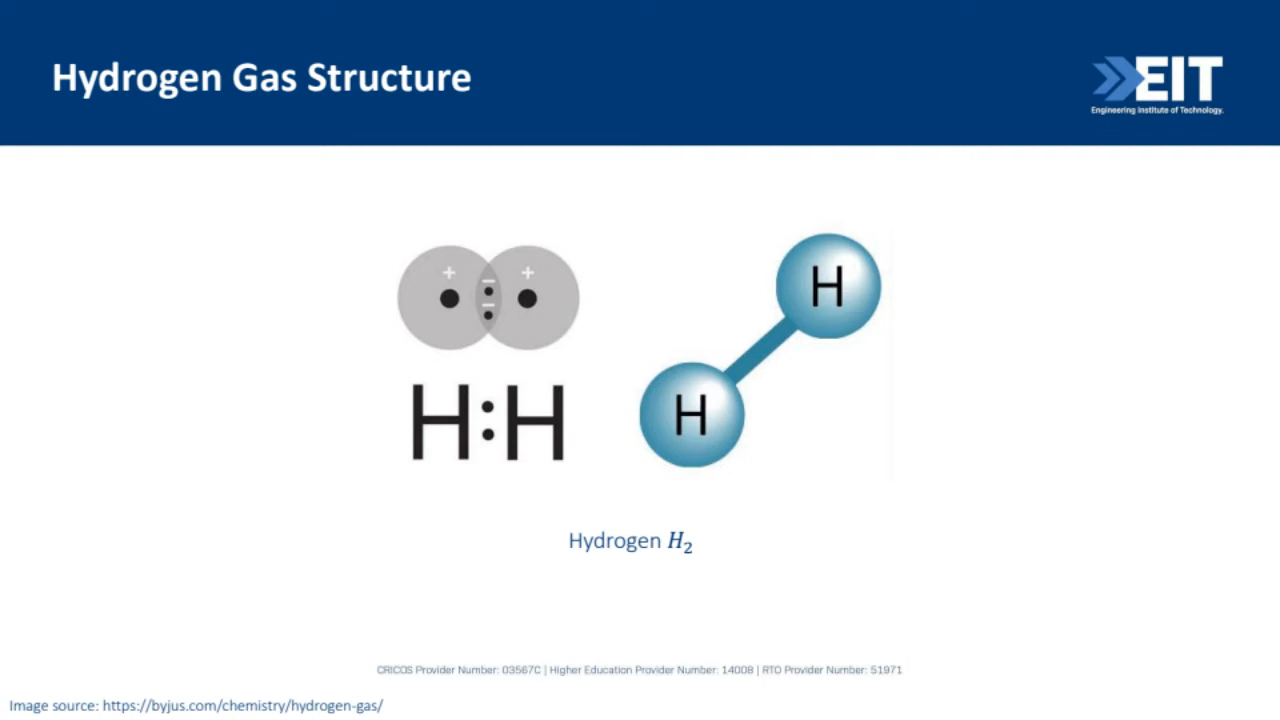 Hydrogen Gas Structure
EIT
Engineering Institute of Technology.
+ +
–
–
H:H
H
H
Hydrogen H₂
CRICOS Provider Number: 03567C | Higher Education Provider Number: 14008 | RTO Provider Number: 51971
Image source: https://byjus.com/chemistry/hydrogen-gas/